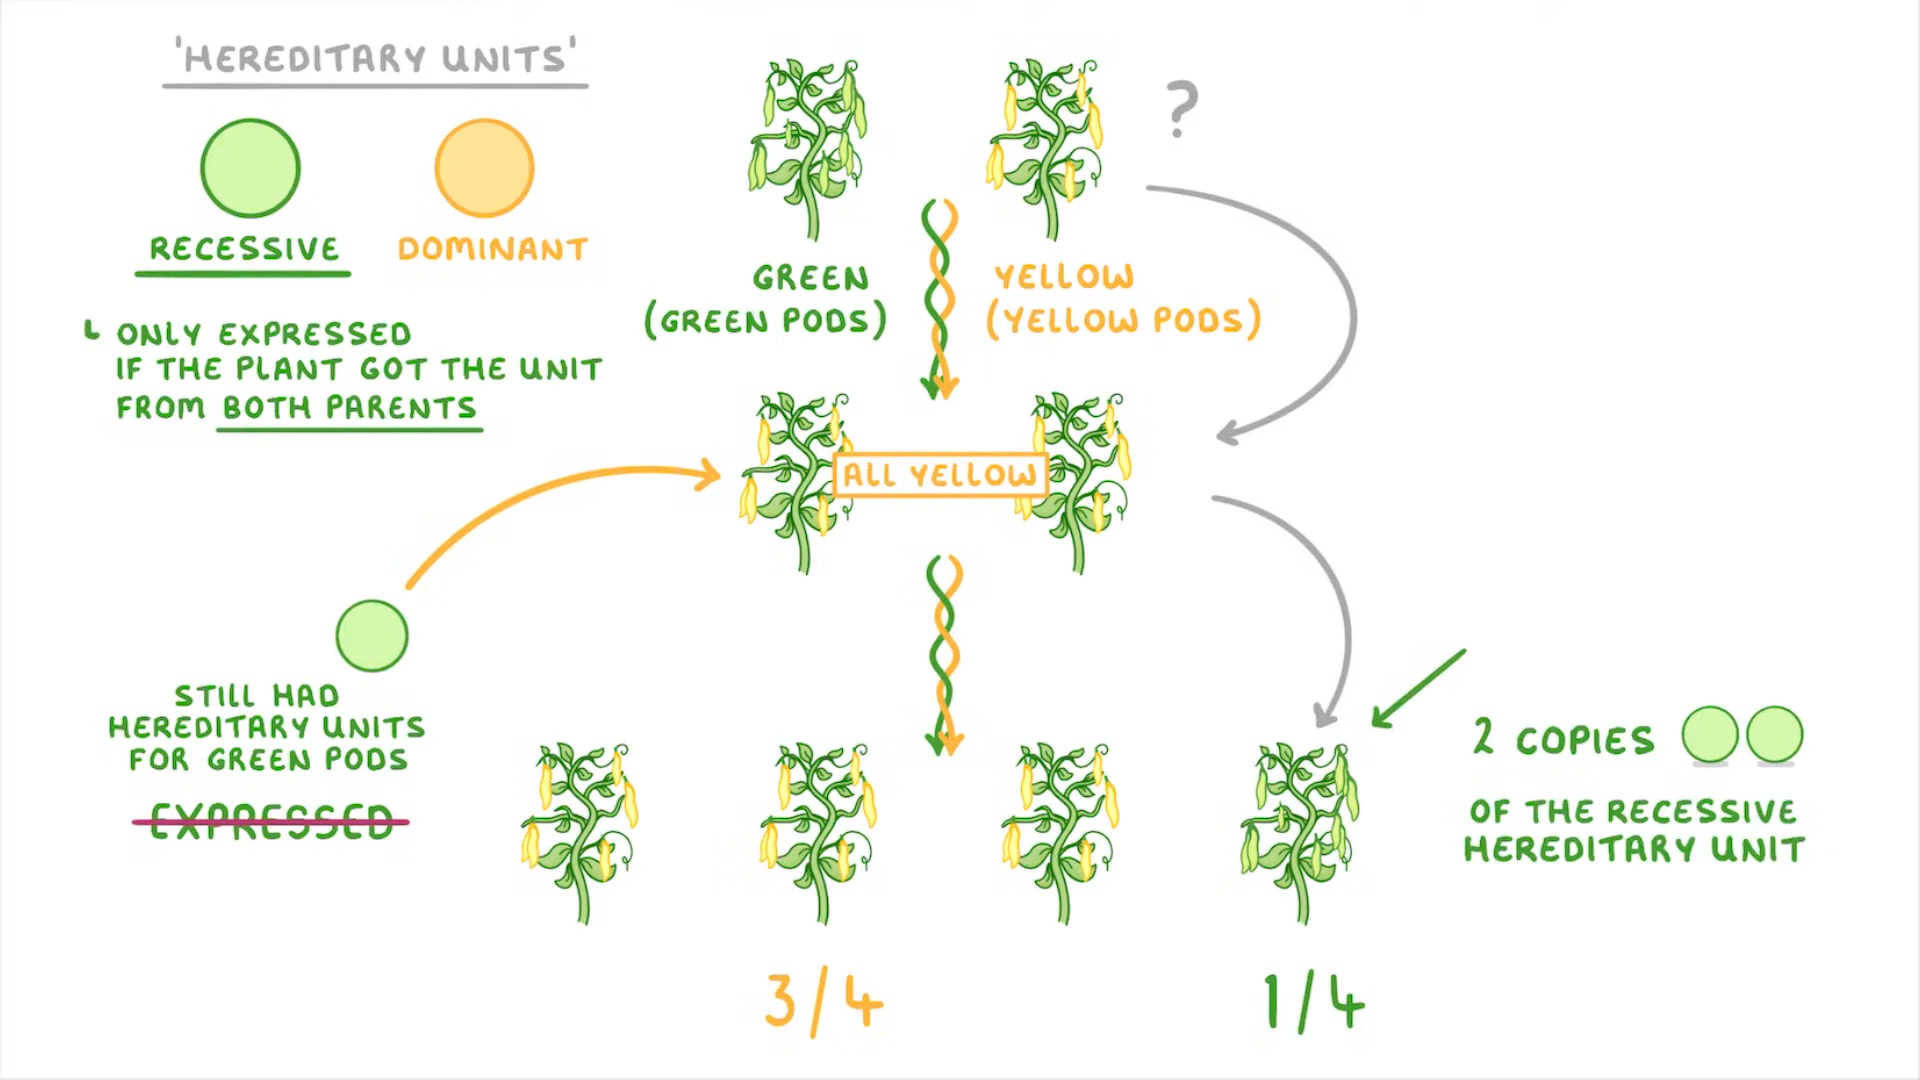 'HEREDITARY UNITS'
RECESSIVE
DOMINANT
ONLY EXPRESSED
IF THE PLANT GOT THE UNIT
FROM BOTH PARENTS
?
GREEN
(GREEN PODS)
YELLOW
(YELLOW PODS)
ALL YELLOW
STILL HAD
HEREDITARY UNITS
FOR GREEN PODS
EXPRESSED
2 COPIES
OF THE RECESSIVE
HEREDITARY UNIT
3/4
1/4